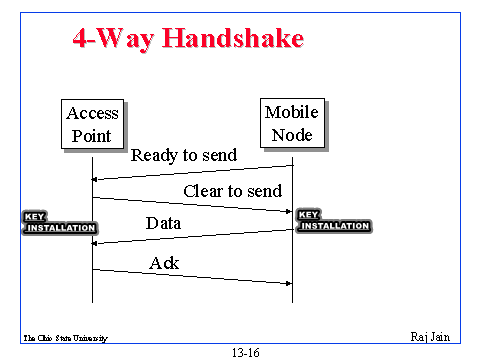 4-Way Handshake
Access
Point
Mobile
Node
Ready to send
Clear to send
KEY
INSTALLATION
KEY
INSTALLATION
Data
Ack
The Ohio State University
Raj Jain
13-16